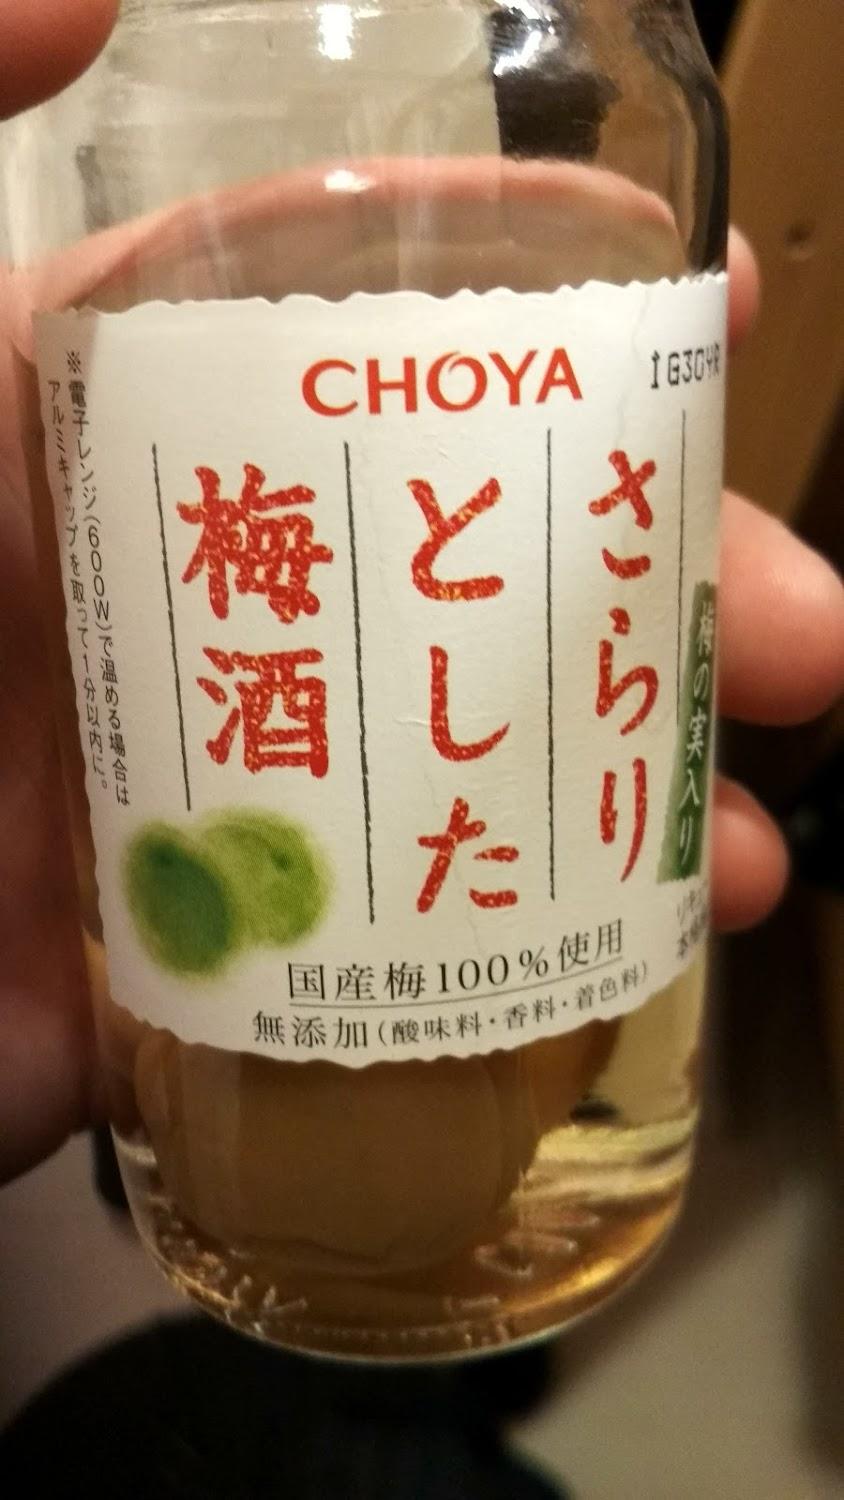 CHOYA
1G30YR
さらり
とした
梅酒
梅の実入り
※電子レンジ(600W)で温める場合は
アルミキャップを取って1分以内に。
国産梅100%使用
無添加(酸味料・香料・着色料)